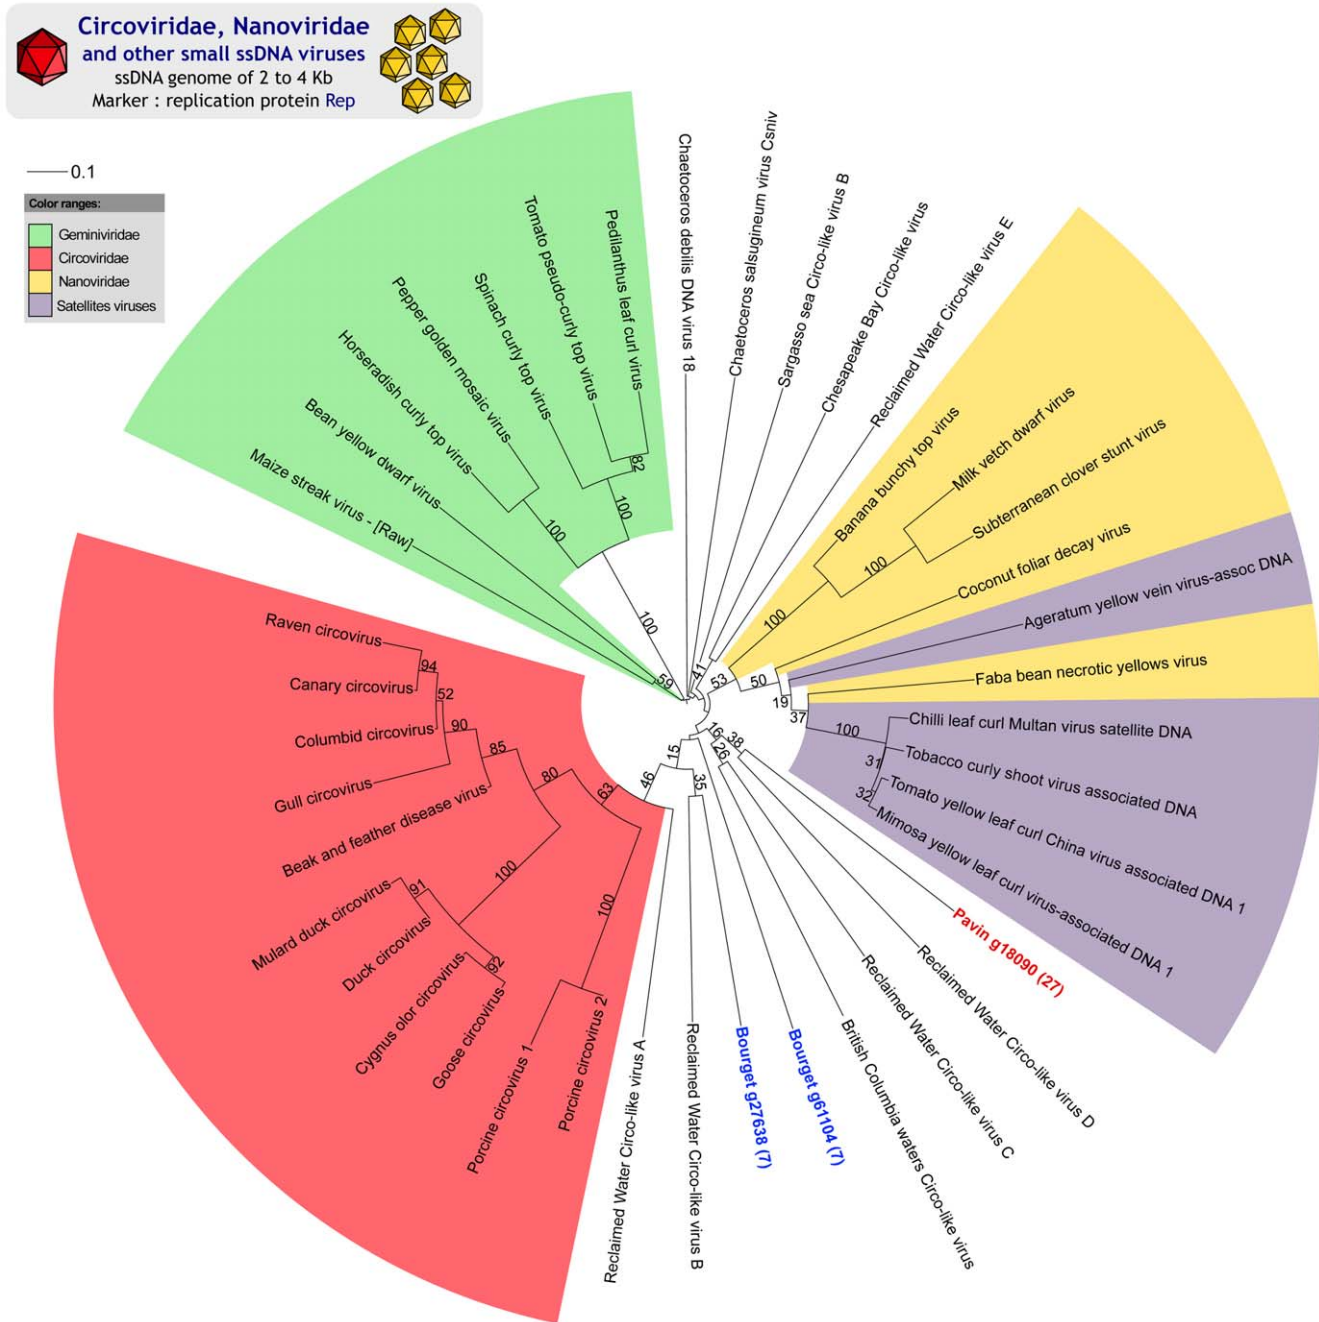 Circoviridae, Nanoviridae
and other small ssDNA viruses
ssDNA genome of 2 to 4 Kb
Marker : replication protein Rep
0.1
Color ranges:
Geminiviridae
Circoviridae
Nanoviridae
Satellites viruses
Maize streak virus - [Raw]
Bean yellow dwarf virus
Horseradish curly top virus
Pepper golden mosaic virus
Spinach curly top virus
Tomato pseudo-curly top virus
Pedilanthus leaf curl virus
82
100
100
100
59
Chaetoceros debilis DNA virus 18
Chaetoceros salsugineum virus Csniv
Sargasso sea Circo-like virus B
Chesapeake Bay Circo-like virus
Reclaimed Water Circo-like virus E
41
Banana bunchy top virus
Milk vetch dwarf virus
Subterranean clover stunt virus
Coconut foliar decay virus
Ageratum yellow vein virus-assoc DNA
Faba bean necrotic yellows virus
100
100
53
50
19
37
Chilli leaf curl Multan virus satellite DNA
Tobacco curly shoot virus associated DNA
Tomato yellow leaf curl China virus associated DNA 1
Mimosa yellow leaf curl virus-associated DNA 1
100
31
32
Pavin g18090 (27)
Reclaimed Water Circo-like virus D
Reclaimed Water Circo-like virus C
British Columbia waters Circo-like virus
Bourget g61104 (7)
Bourget g27638 (7)
Reclaimed Water Circo-like virus B
Reclaimed Water Circo-like virus A
16
38
26
15
35
46
Porcine circovirus 2
Porcine circovirus 1
Goose circovirus
Cygnus olor circovirus
Duck circovirus
Mulard duck circovirus
Beak and feather disease virus
Gull circovirus
Columbid circovirus
Canary circovirus
Raven circovirus
94
52
90
85
80
63
100
100
91
92